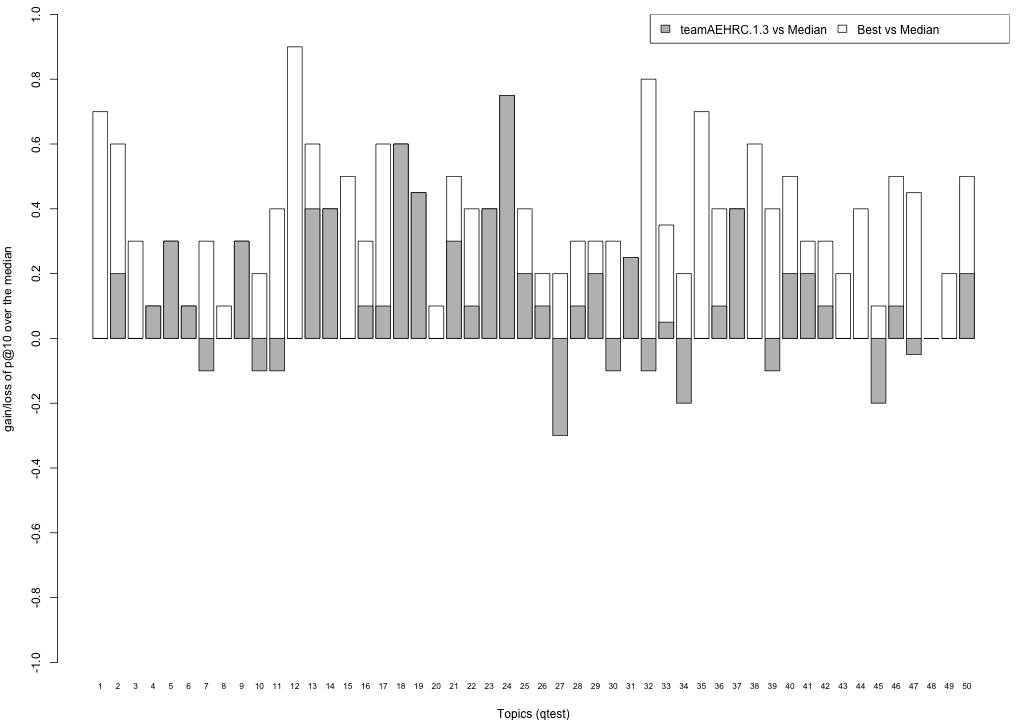 teamAEHRC.1.3 vs Median Best vs Median
gain/loss of p@10 over the median
1.0
0.8
0.6
0.4
0.2
0.0
-0.2
-0.4
-0.6
-0.8
-1.0
1 2 3 4 5 6 7 8 9 10 11 12 13 14 15 16 17 18 19 20 21 22 23 24 25 26 27 28 29 30 31 32 33 34 35 36 37 38 39 40 41 42 43 44 45 46 47 48 49 50
Topics (qtest)